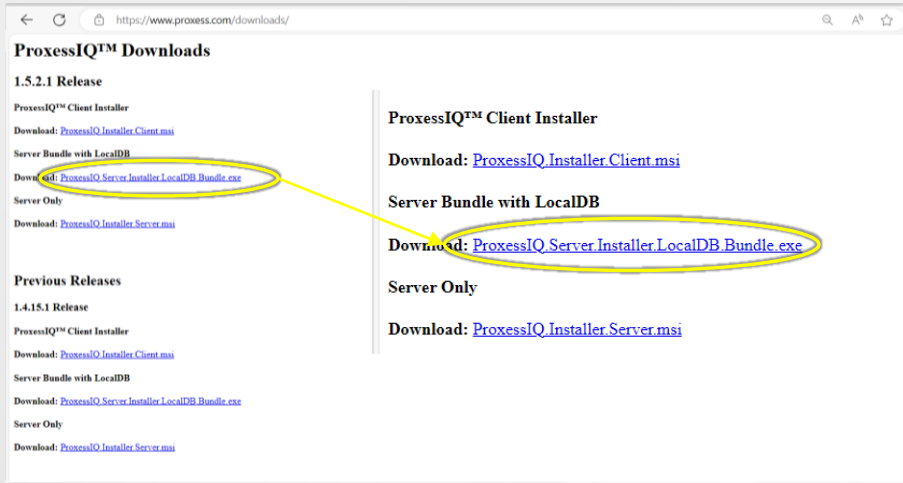 https://www.proxess.com/downloads/
ProxessIQ™ Downloads
1.5.2.1 Release
ProxessIQ™ Client Installer
Download: ProxessIQ.Installer.Client.msi
Server Bundle with LocalDB
Download: ProxessIQ.Server.Installer.LocalDB.Bundle.exe
Server Only
Download: ProxessIQ.Installer.Server.msi
Previous Releases
1.4.15.1 Release
ProxessIQ™ Client Installer
Download: ProxessIQ.Installer.Client.msi
Server Bundle with LocalDB
Download: ProxessIQ.Server.Installer.LocalDB.Bundle.exe
Server Only
Download: ProxessIQ.Installer.Server.msi
ProxessIQ™ Client Installer
Download: ProxessIQ.Installer.Client.msi
Server Bundle with LocalDB
Download: ProxessIQ.Server.Installer.LocalDB.Bundle.exe
Server Only
Download: ProxessIQ.Installer.Server.msi